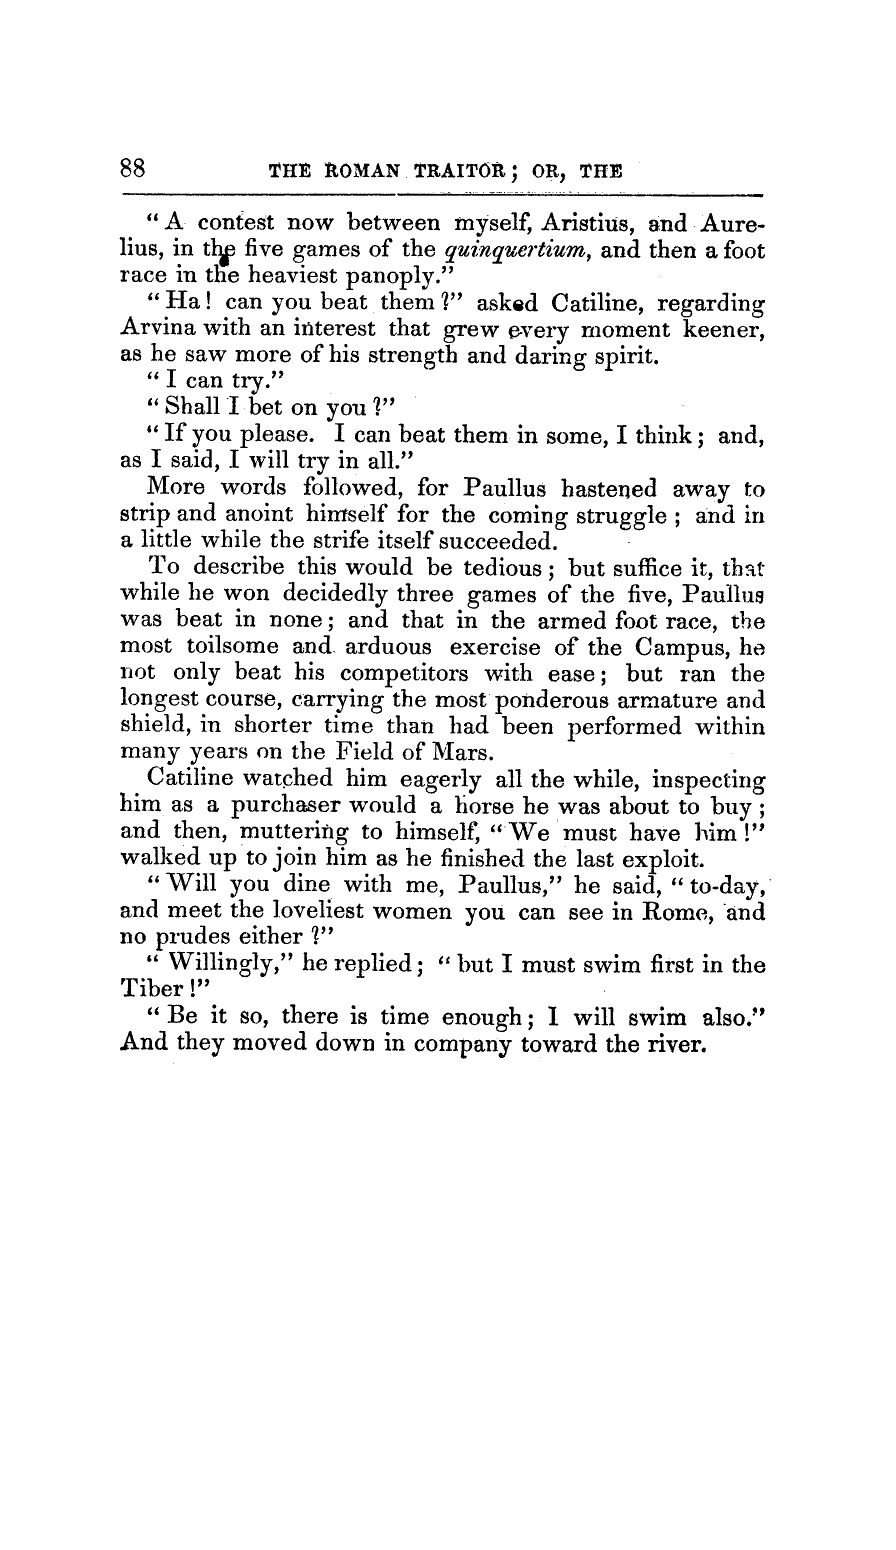 88 THE ROMAN TRAITOR; OR, THE
“A contest now between myself, Aristius, and Aure-
lius, in the five games of the quinquertium, and then a foot
race in the heaviest panoply.”
“Ha! can you beat them?” asked Catiline, regarding
Arvina with an interest that grew every moment keener,
as he saw more of his strength and daring spirit.
“I can try.”
“Shall I bet on you?”
“If you please. I can beat them in some, I think; and,
as I said, I will try in all.”
More words followed, for Paullus hastened away to
strip and anoint himself for the coming struggle; and in
a little while the strife itself succeeded.
To describe this would be tedious; but suffice it, that
while he won decidedly three games of the five, Paullus
was beat in none; and that in the armed foot race, the
most toilsome and arduous exercise of the Campus, he
not only beat his competitors with ease; but ran the
longest course, carrying the most ponderous armature and
shield, in shorter time than had been performed within
many years on the Field of Mars.
Catiline watched him eagerly all the while, inspecting
him as a purchaser would a horse he was about to buy;
and then, muttering to himself, “We must have him!”
walked up to join him as he finished the last exploit.
“Will you dine with me, Paullus,” he said, “to-day,
and meet the loveliest women you can see in Rome, and
no prudes either?”
“Willingly,” he replied; “but I must swim first in the
Tiber!”
“Be it so, there is time enough; I will swim also.”
And they moved down in company toward the river.